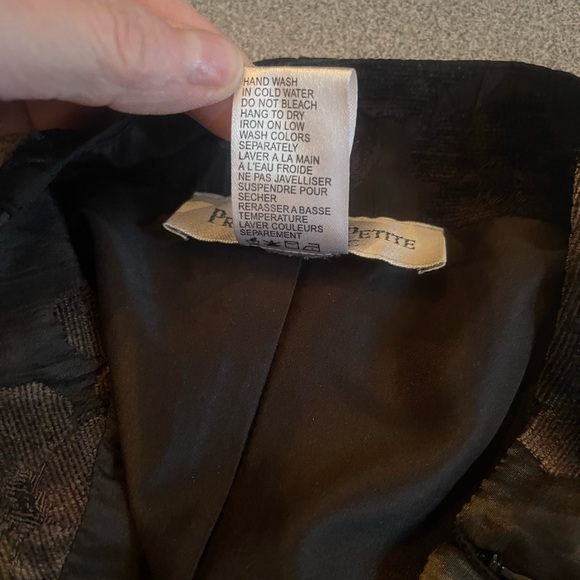 HAND WASH
IN COLD WATER
DO NOT BLEACH
HANG TO DRY
IRON ON LOW
WASH COLORS
SEPARATELY
LAVER A LA MAIN
A L'EAU FROIDE
NE PAS JAVELLISER
SUSPENDRE POUR
SECHER
RERASSER A BASSE
TEMPERATURE
LAVER COULEURS
SEPAREMENT
PETITE